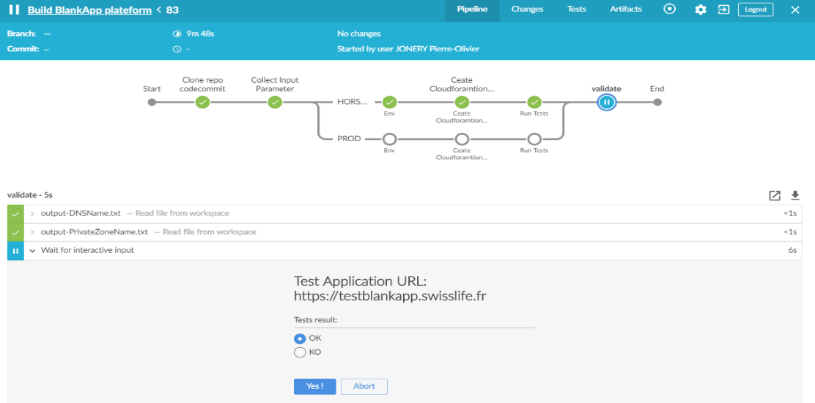 Build BlankApp plateform < 83
Pipeline Changes Tests Artifacts Logout
Branch: —
9m 48s
No changes
Commit: –
-
Started by user JONERY Pierre-Olivier
Start
Clone repo
codecommit
Collect Input
Parameter
HORS...
Env
Ceate
Cloudforamtion...
Ceate
Cloudforamtion...
Run Tests
PROD
Env
Ceate
Cloudforamtion...
Run Tests
validate
End
validate - 5s
output-DNSName.txt — Read file from workspace <1s
output-PrivateZoneName.txt — Read file from workspace <1s
Wait for interactive input 6s
Test Application URL:
https://testblankapp.swisslife.fr
Tests result:
OK
KO
Yes !
Abort